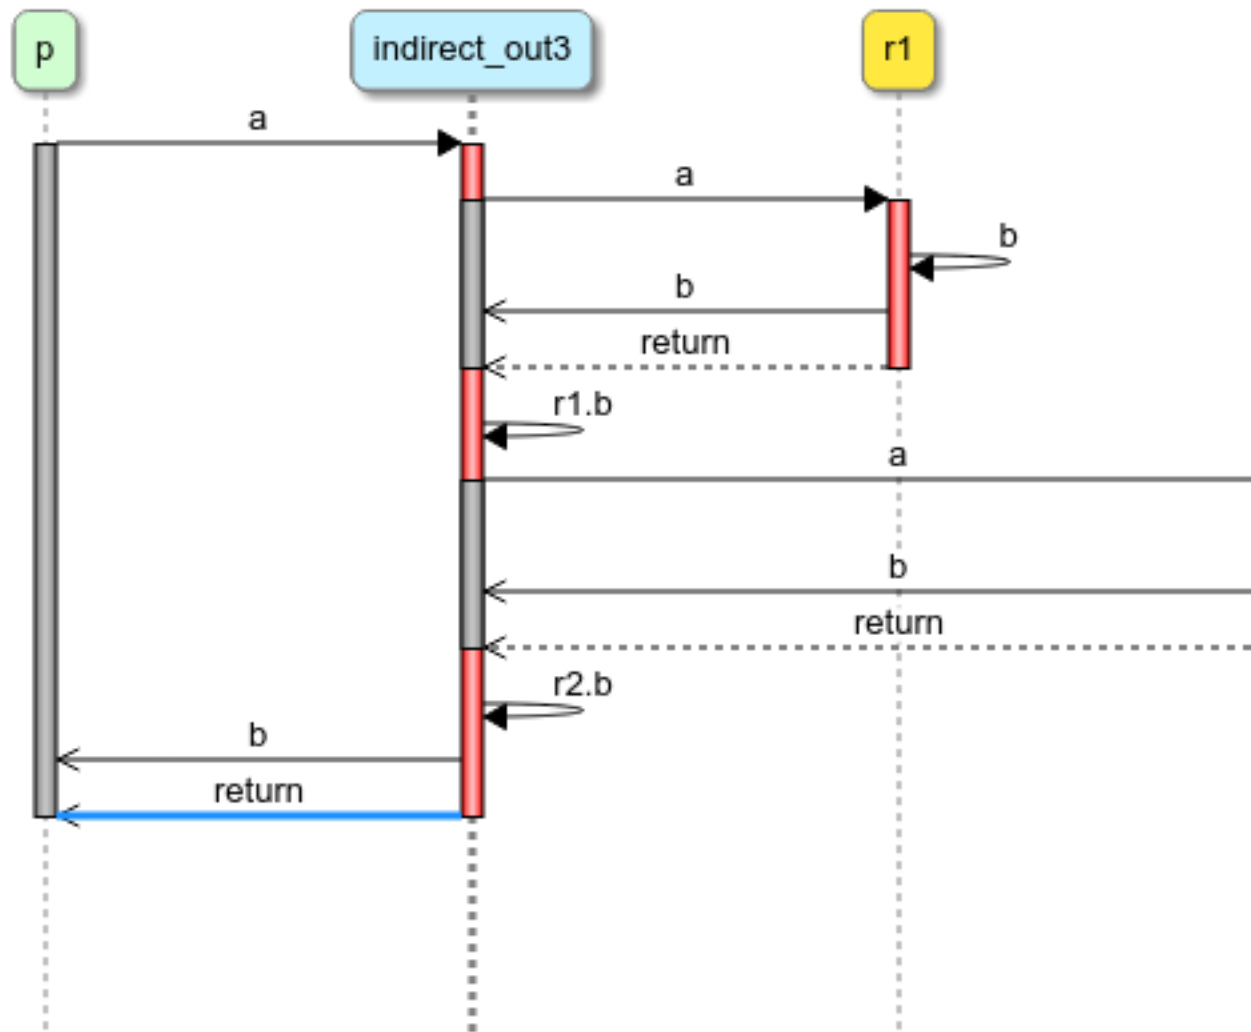 p
indirect_out3
r1
a
a
b
b
return
r1.b
a
b
return
r2.b
b
return